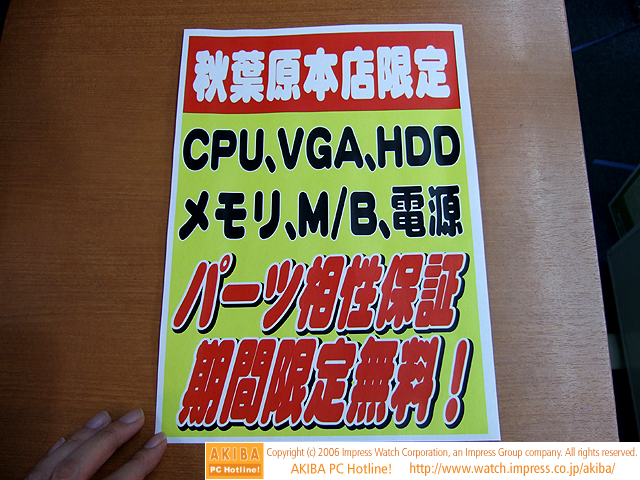 秋葉原本店限定
CPU、VGA、HDD
メモリ、M/B、電源
パーツ相性保証
期間限定無料！
AKIBA
PC Hotline!
Copyright (c) 2006 Impress Watch Corporation, an Impress Group company. All rights reserved.
AKIBA PC Hotline! http://www.watch.impress.co.jp/akiba/